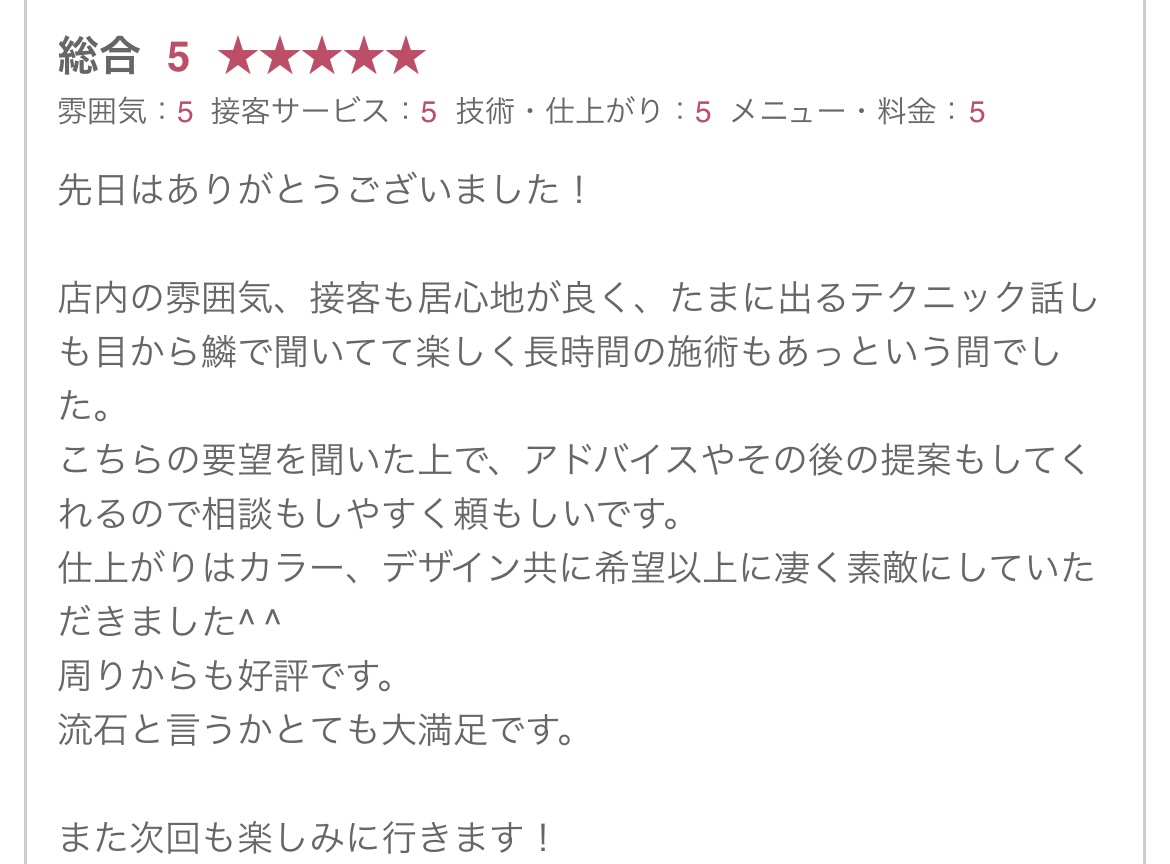 総合 5 ★★★★★
雰囲気：5 接客サービス：5 技術・仕上がり：5 メニュー・料金：5
先日はありがとうございました！
店内の雰囲気、接客も居心地が良く、たまに出るテクニック話し
も目から鱗で聞いてて楽しく長時間の施術もあっという間でし
た。
こちらの要望を聞いた上で、アドバイスやその後の提案もしてく
れるので相談もしやすく頼もしいです。
仕上がりはカラー、デザイン共に希望以上に凄く素敵にしていた
だきました^ ^
周りからも好評です。
流石と言うかとても大満足です。
また次回も楽しみに行きます！